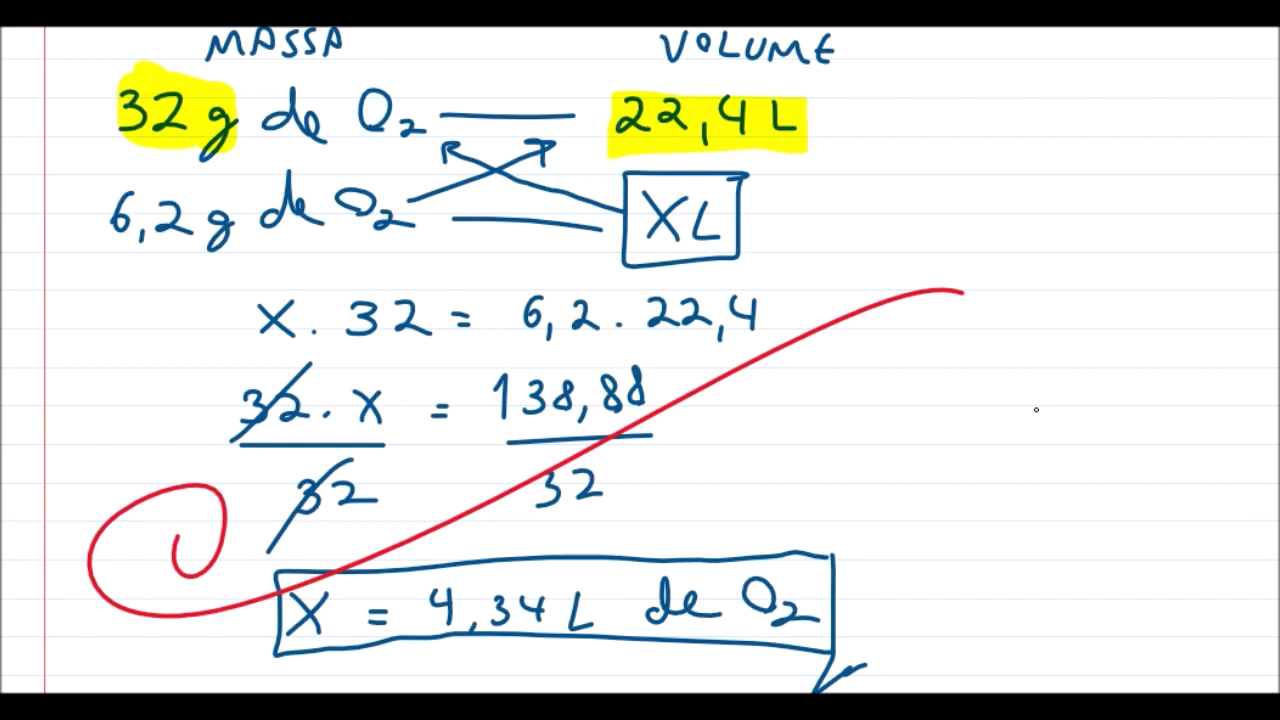 MASSA VOLUME
32 g de O₂ 22,4 L
6,2 g de O₂ XL
X . 32 = 6,2 . 22,4
32 . X = 138,88
32 32
X = 4,34 L de O₂